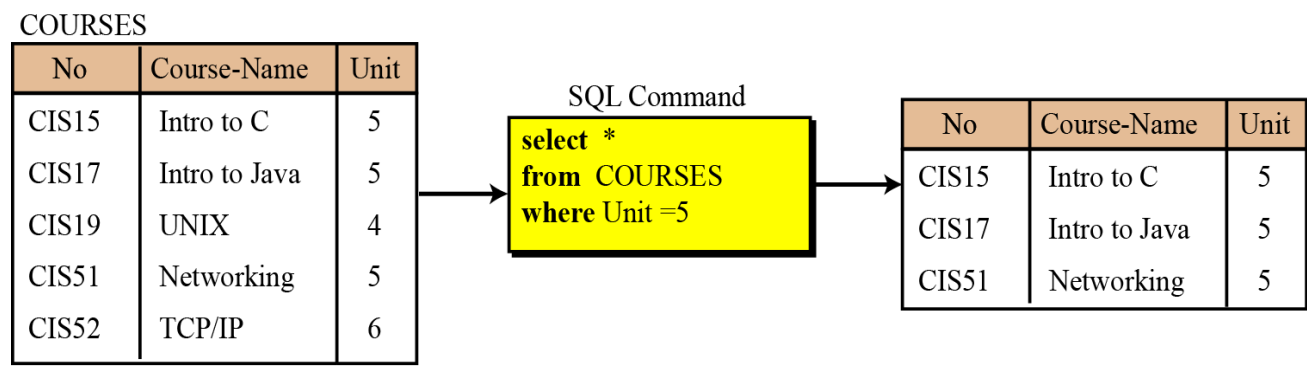 COURSES
No Course-Name Unit
CIS15 Intro to C 5
CIS17 Intro to Java 5
CIS19 UNIX 4
CIS51 Networking 5
CIS52 TCP/IP 6
SQL Command
select *
from COURSES
where Unit =5
No Course-Name Unit
CIS15 Intro to C 5
CIS17 Intro to Java 5
CIS51 Networking 5